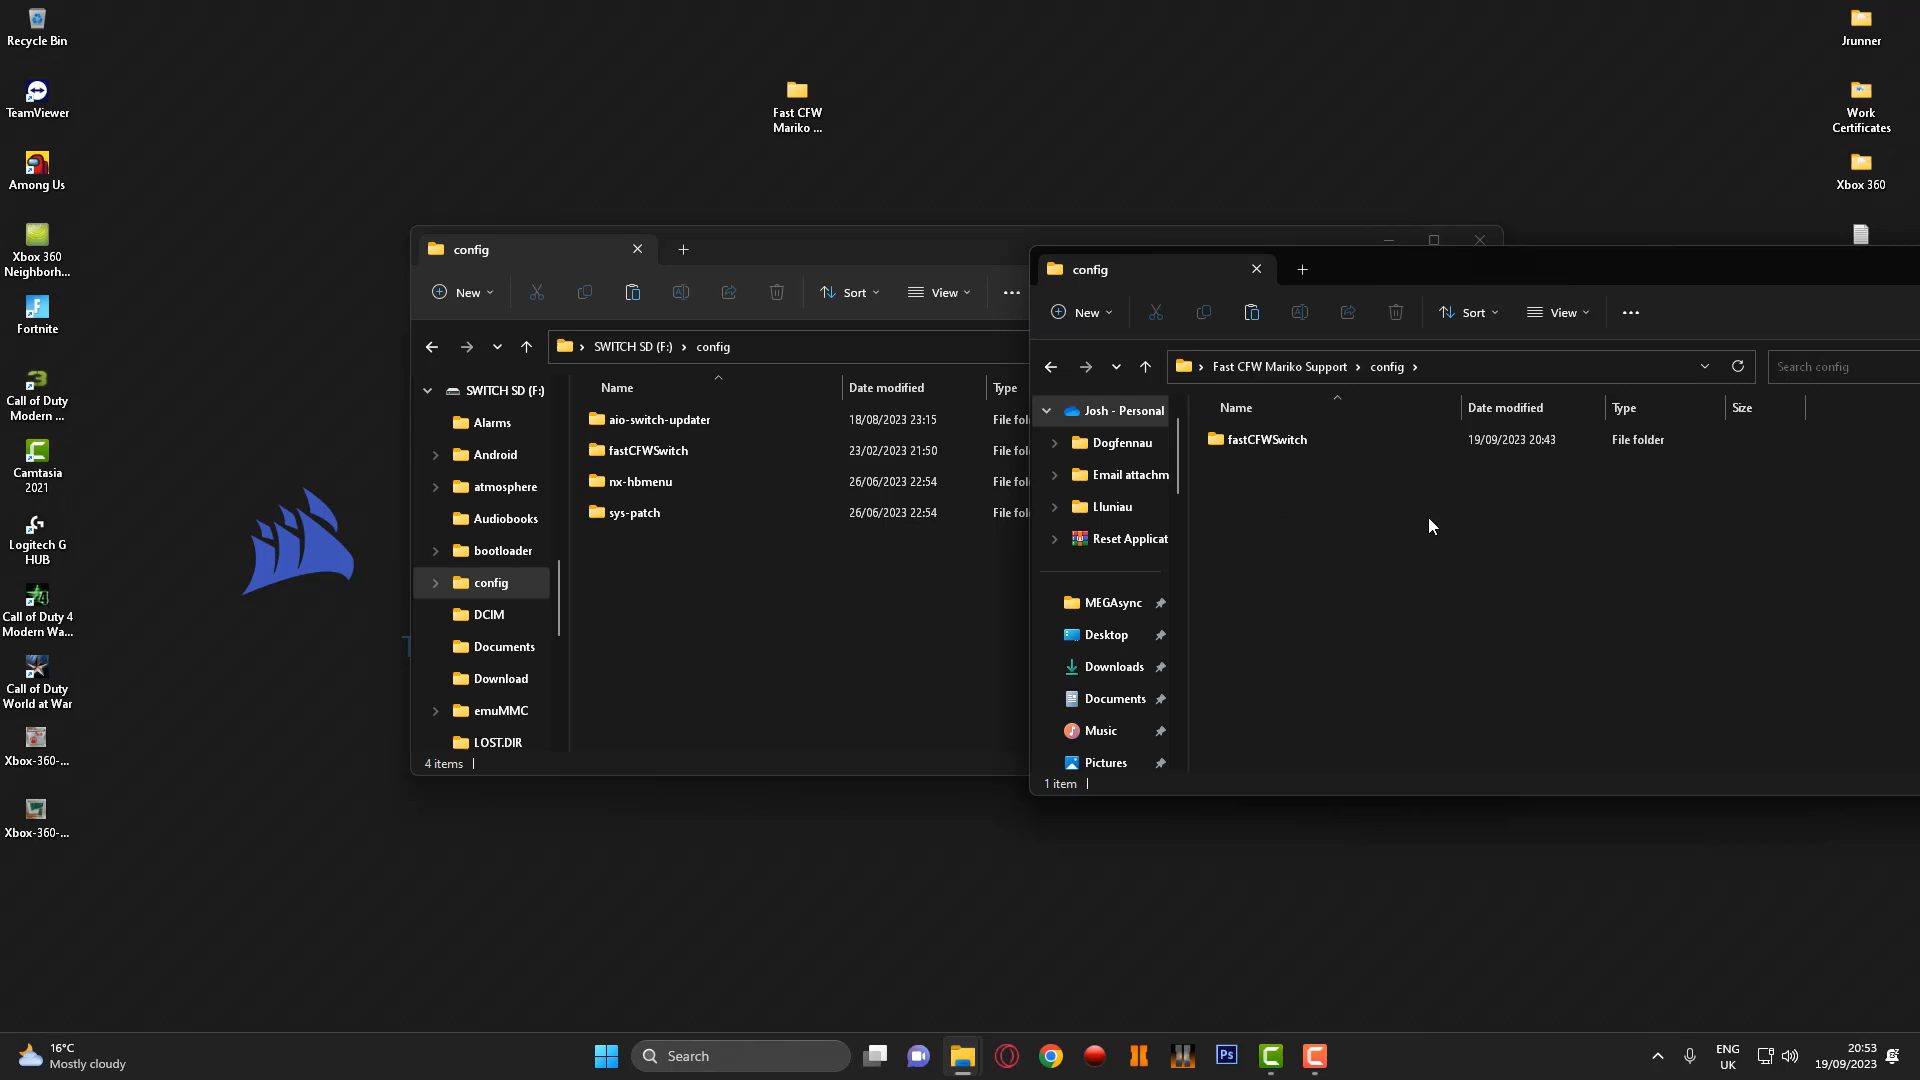 Recycle Bin
TeamViewer
Among Us
Xbox 360
Neighborh...
Fortnite
Call of Duty
Modern ...
Camtasia
2021
Logitech G
HUB
Call of Duty 4
Modern Wa...
Call of Duty
World at War
Xbox-360-...
Xbox-360-...
Fast CFW
Mariko ...
Jrunner
Work
Certificates
Xbox 360
config
New
Sort
View
SWITCH SD (F:) › config
SWITCH SD (F:)
Alarms
Android
atmosphere
Audiobooks
bootloader
config
DCIM
Documents
Download
emuMMC
LOST.DIR
Name Date modified Type
aio-switch-updater 18/08/2023 23:15 File fol
fastCFWSwitch 23/02/2023 21:50 File fol
nx-hbmenu 26/06/2023 22:54 File fol
sys-patch 26/06/2023 22:54 File fol
4 items
config
New
Sort
View
Fast CFW Mariko Support › config ›
Search config
Josh - Personal
Dogfennau
Email attachm
Lluniau
Reset Applicat
MEGAsync
Desktop
Downloads
Documents
Music
Pictures
Name Date modified Type Size
fastCFWSwitch 19/09/2023 20:43 File folder
1 item
16°C
Mostly cloudy
Search
Ps
ENG
UK
20:53
19/09/2023